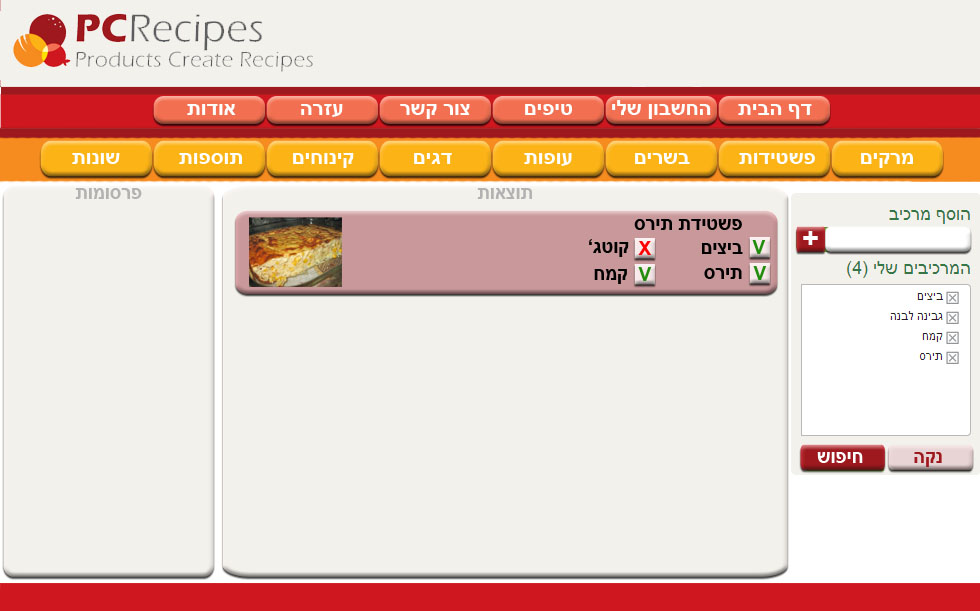 PCRecipes
Products Create Recipes
דף הבית
החשבון שלי
טיפים
צור קשר
עזרה
אודות
מרקים
פשטידות
בשרים
עופות
דגים
קינוחים
תוספות
שונות
הוסף מרכיב
+
המרכיבים שלי (4)
ביצים
גבינה לבנה
קמח
תירס
נקה
חיפוש
תוצאות
פשטידת תירס
V ביצים X קוטג‘
V תירס V קמח
פרסומות